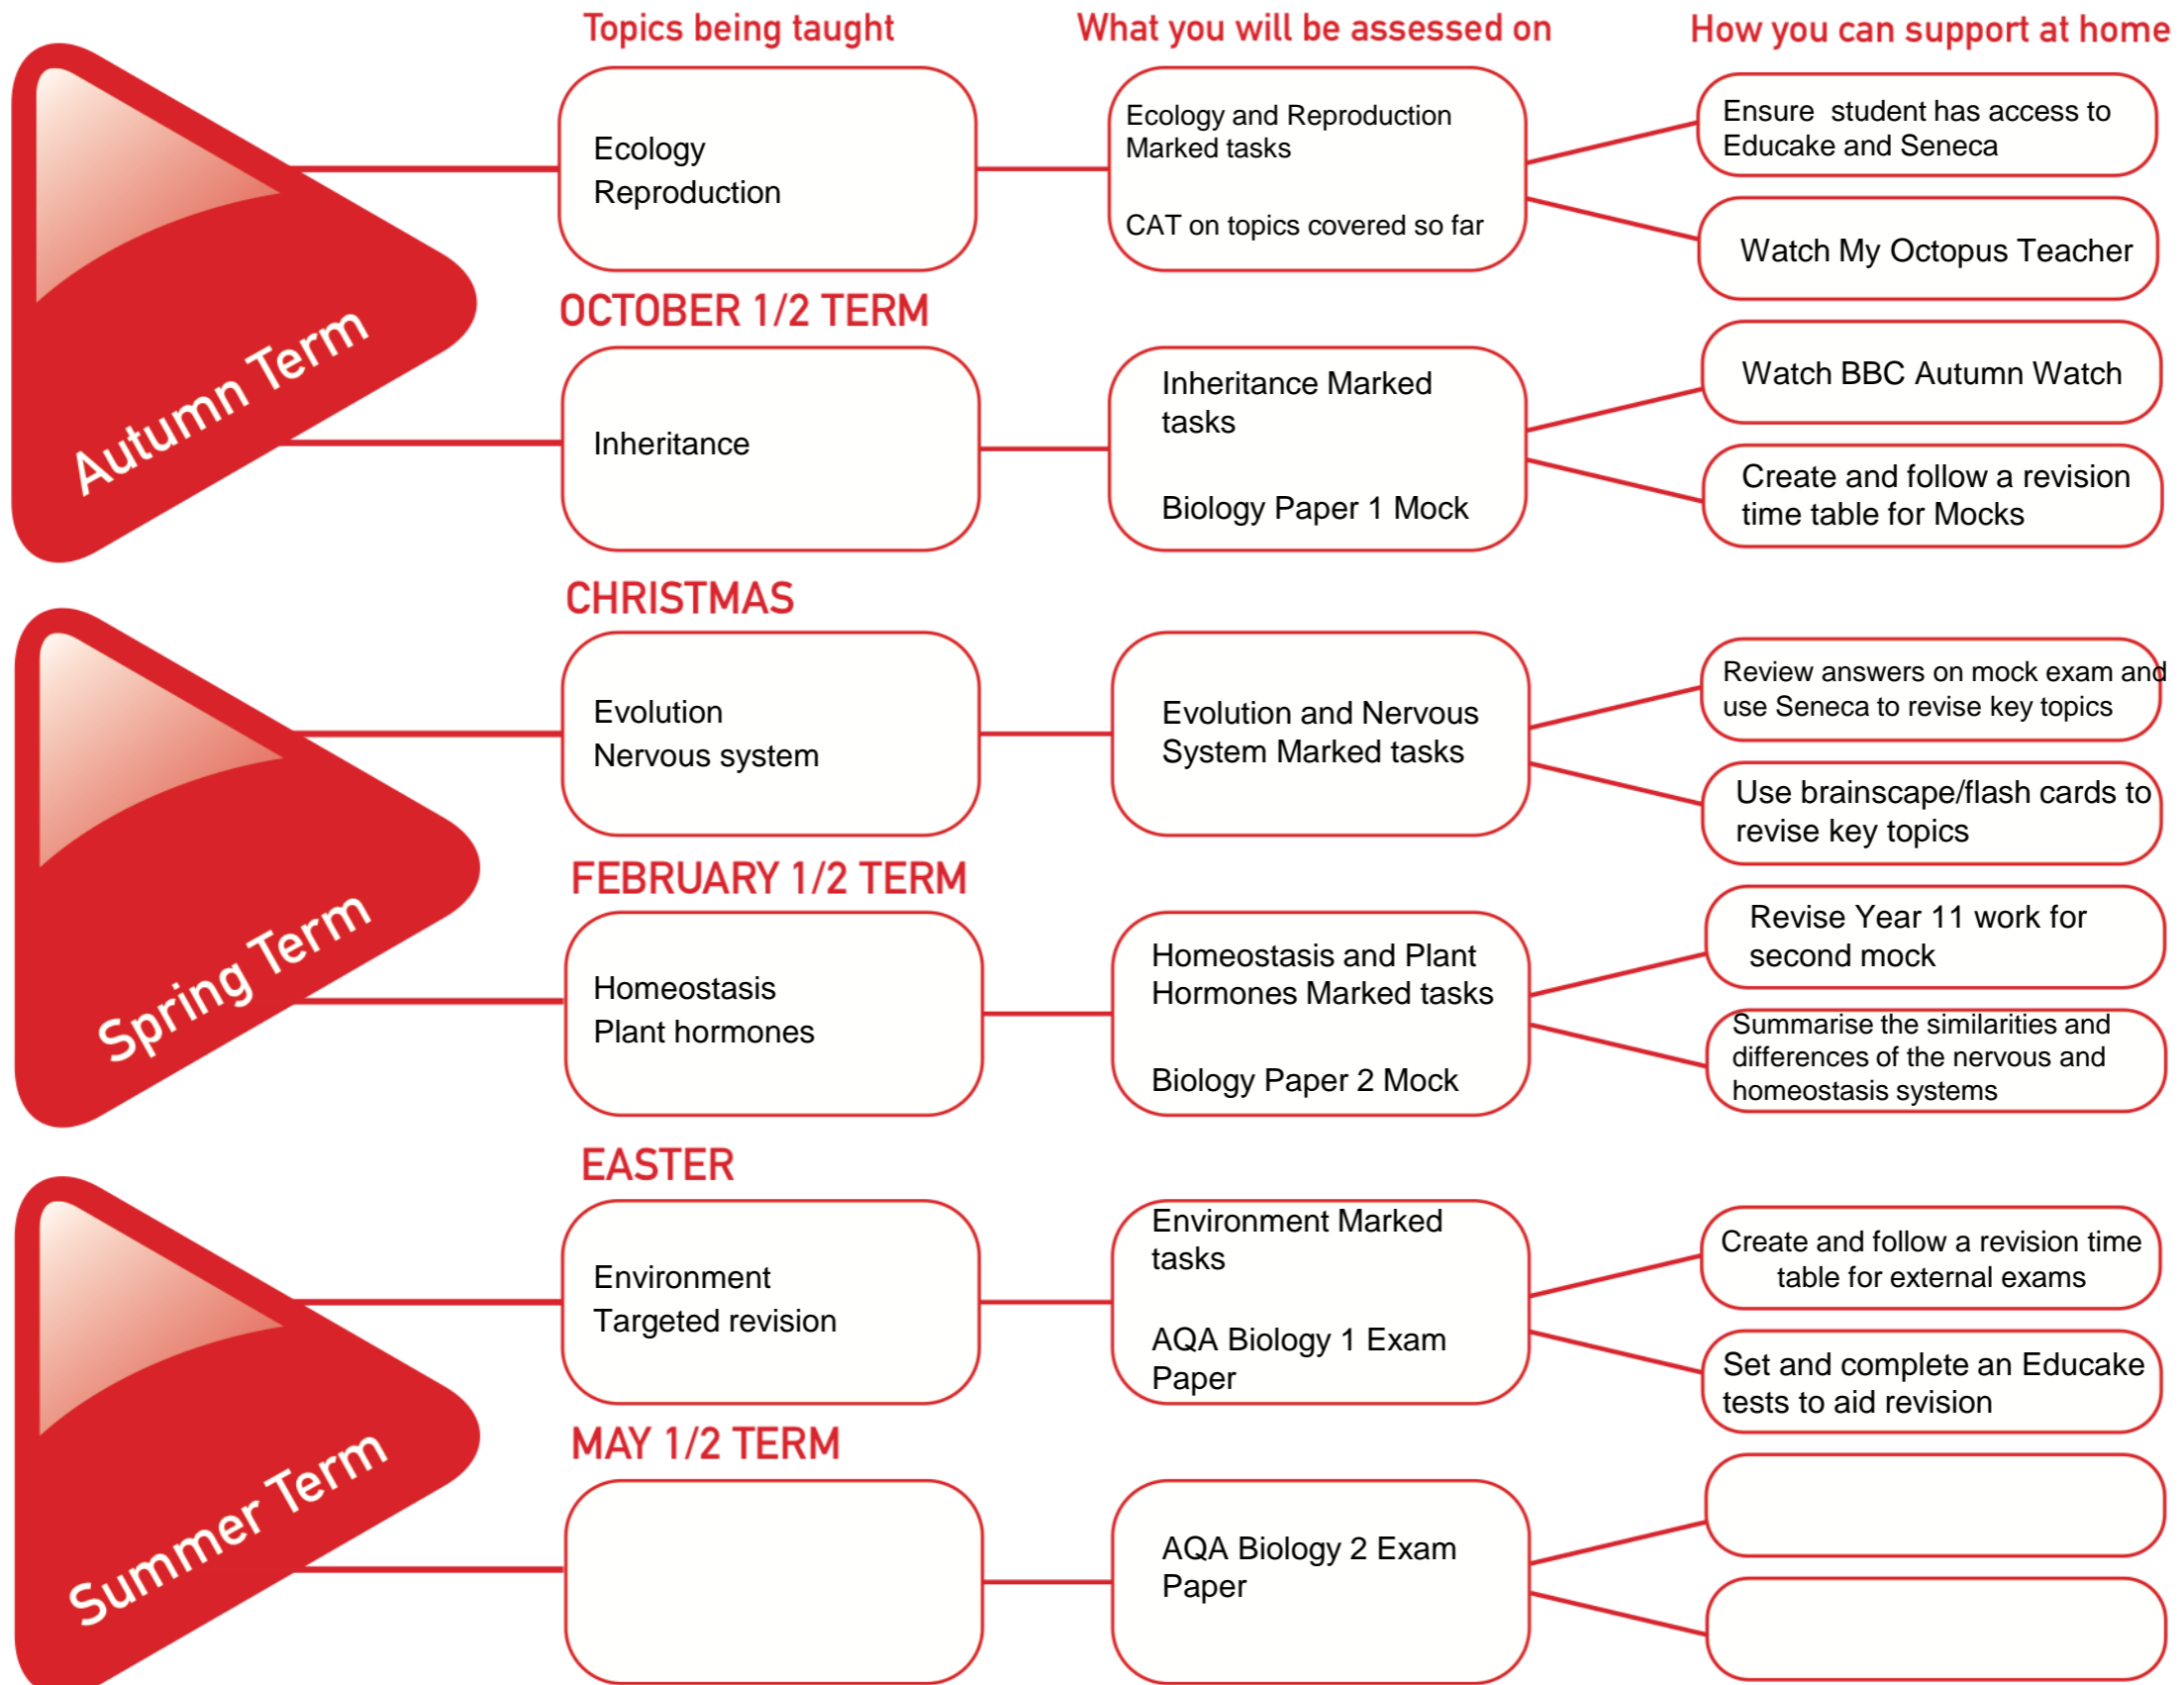 Topics being taught
What you will be assessed on
How you can support at home
Autumn Term
Ecology
Reproduction
Ecology and Reproduction
Marked tasks
CAT on topics covered so far
Ensure  student has access to
Educake and Seneca
Watch My Octopus Teacher
OCTOBER 1/2 TERM
Inheritance
Inheritance Marked
tasks
Biology Paper 1 Mock
Watch BBC Autumn Watch
Create and follow a revision
time table for Mocks
CHRISTMAS
Spring Term
Evolution
Nervous system
Evolution and Nervous
System Marked tasks
Review answers on mock exam and
use Seneca to revise key topics
Use brainscape/flash cards to
revise key topics
FEBRUARY 1/2 TERM
Homeostasis
Plant hormones
Homeostasis and Plant
Hormones Marked tasks
Biology Paper 2 Mock
Revise Year 11 work for
second mock
Summarise the similarities and
differences of the nervous and
homeostasis systems
EASTER
Summer Term
Environment
Targeted revision
Environment Marked
tasks
AQA Biology 1 Exam
Paper
Create and follow a revision time
table for external exams
Set and complete an Educake
tests to aid revision
MAY 1/2 TERM
AQA Biology 2 Exam
Paper